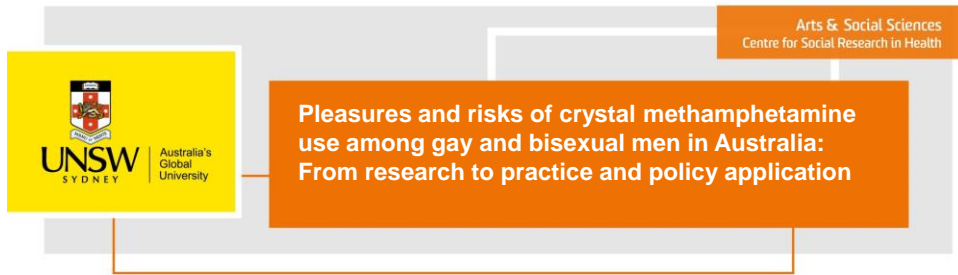 Arts & Social Sciences
Centre for Social Research in Health
Pleasures and risks of crystal methamphetamine
use among gay and bisexual men in Australia:
From research to practice and policy application
UNSW
SYDNEY
Australia's
Global
University